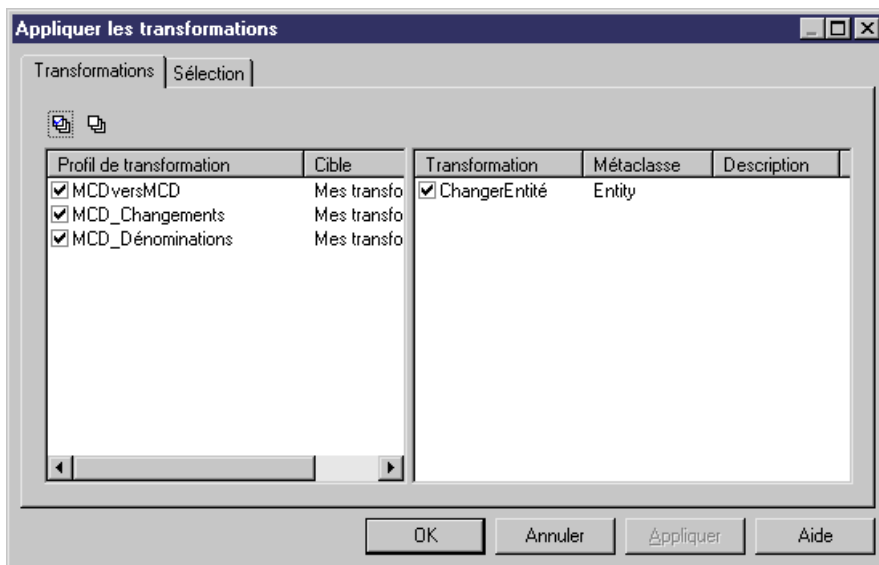 Appliquer les transformations
Transformations Sélection
Profil de transformation Cible Transformation Métaclasse Description
MCDversMCD Mes transfo ChangerEntité Entity
MCD_Changements Mes transfo
MCD_Dénominations Mes transfo
OK Annuler Appliquer Aide